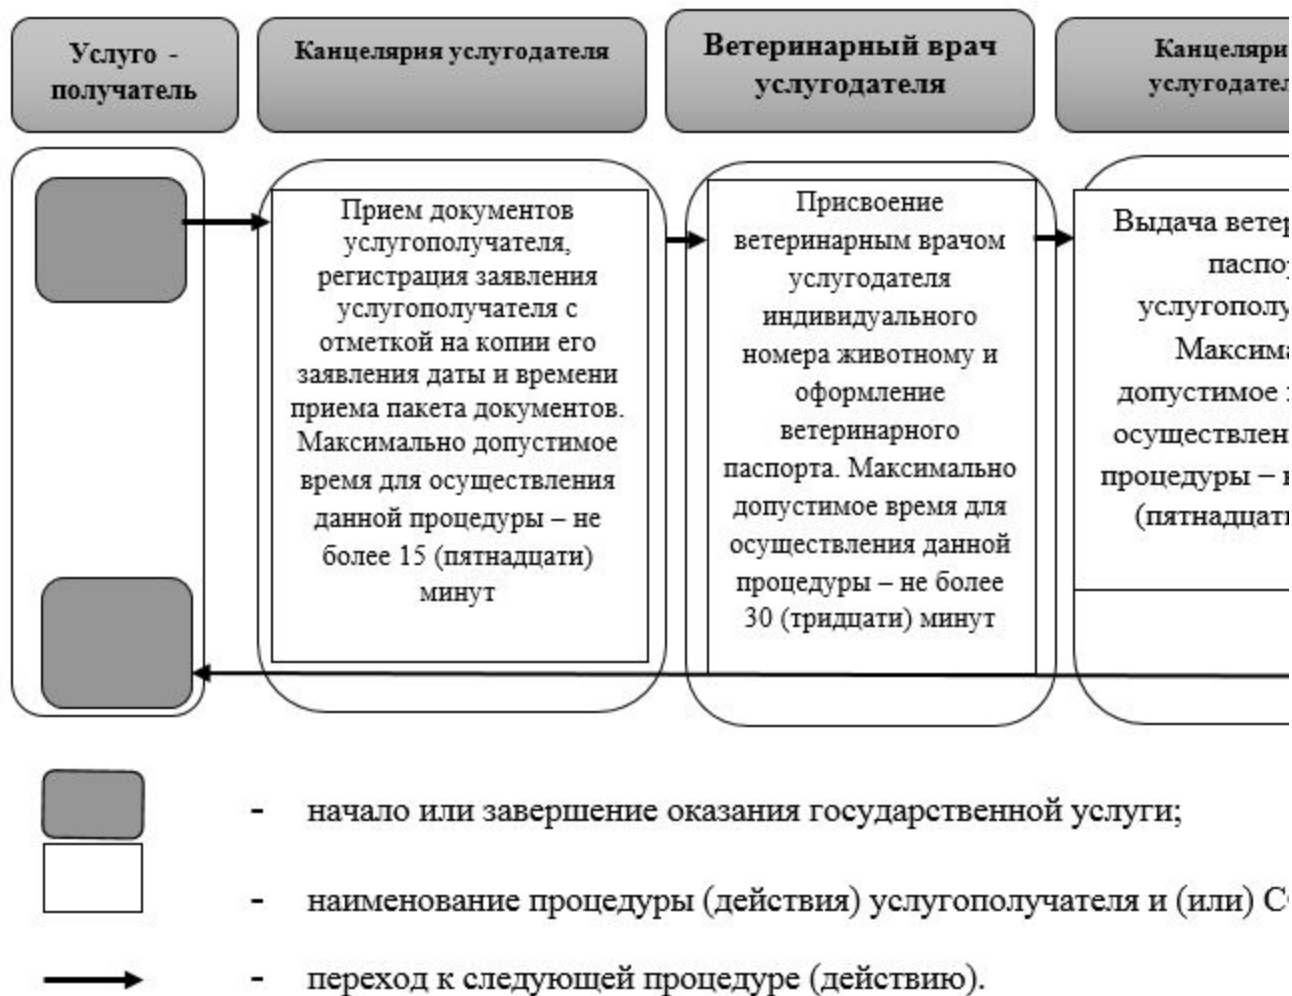 Услуго -
получатель
Канцелярия услугодателя
Ветеринарный врач
услугодателя
Прием документов
услугополучателя,
регистрация заявления
услугополучателя с
отметкой на копии его
заявления даты и времени
приема пакета документов.
Максимально допустимое
время для осуществления
данной процедуры – не
более 15 (пятнадцати)
минут
Присвоение
ветеринарным врачом
услугодателя
индивидуального
номера животному и
оформление
ветеринарного
паспорта. Максимально
допустимое время для
осуществления данной
процедуры – не более
30 (тридцати) минут
Выдача
допустимое
процедуры –
- начало или завершение оказания государственной услуги;
- наименование процедуры (действия) услугополучателя и (или)
- переход к следующей процедуре (действию).